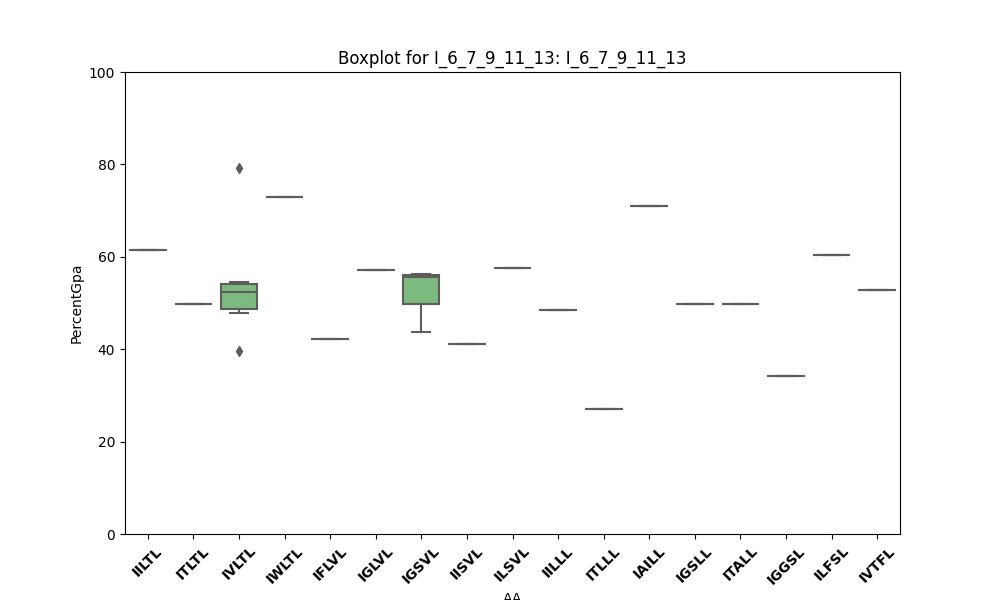 Boxplot for I_6_7_9_11_13: I_6_7_9_11_13
100
80
60
40
20
0
PercentGpa
IILTL
ITLTL
IVLTL
IWLTL
IFLVL
IGLVL
IGSVL
IISVL
ILSVL
IILLL
ITLLL
IAILL
IGSLL
ITALL
IGGSL
ILFSL
IVTFL
AA